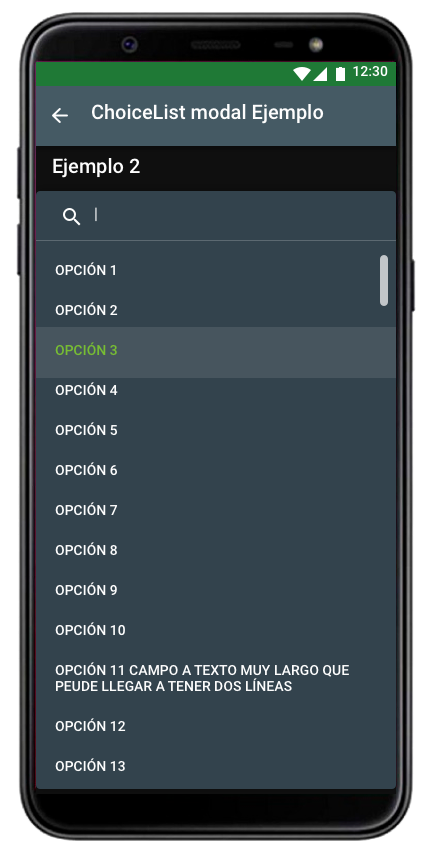 12:30
ChoiceList modal Ejemplo
Ejemplo 2
OPCIÓN 1
OPCIÓN 2
OPCIÓN 3
OPCIÓN 4
OPCIÓN 5
OPCIÓN 6
OPCIÓN 7
OPCIÓN 8
OPCIÓN 9
OPCIÓN 10
OPCIÓN 11 CAMPO A TEXTO MUY LARGO QUE
PEUDE LLEGAR A TENER DOS LÍNEAS
OPCIÓN 12
OPCIÓN 13